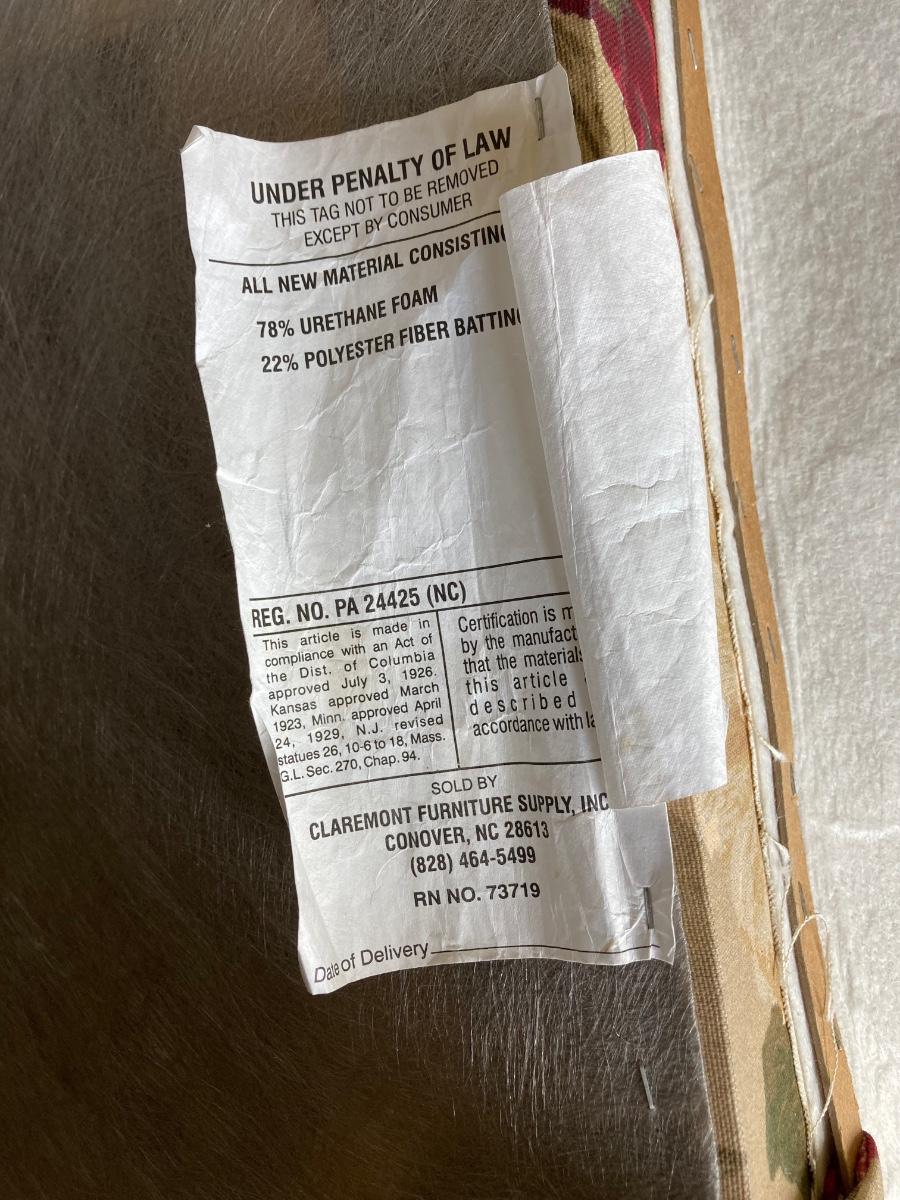 UNDER PENALTY OF LAW
THIS TAG NOT TO BE REMOVED
EXCEPT BY CONSUMER
ALL NEW MATERIAL CONSISTING
78% URETHANE FOAM
22% POLYESTER FIBER BATTING
REG. NO. PA 24425 (NC)
This article is made in
compliance with an Act of
the Dist. of Columbia
approved July 3, 1926.
Kansas approved March
1923, Minn. approved April
24, 1929, N.J. revised
statues 26, 10-6 to 18, Mass.
G.L. Sec. 270, Chap. 94.
Certification is
by the manufact
that the materials
this article
described
accordance with
SOLD BY
CLAREMONT FURNITURE SUPPLY, INC
CONOVER, NC 28613
(828) 464-5499
RN NO. 73719
Date of Delivery